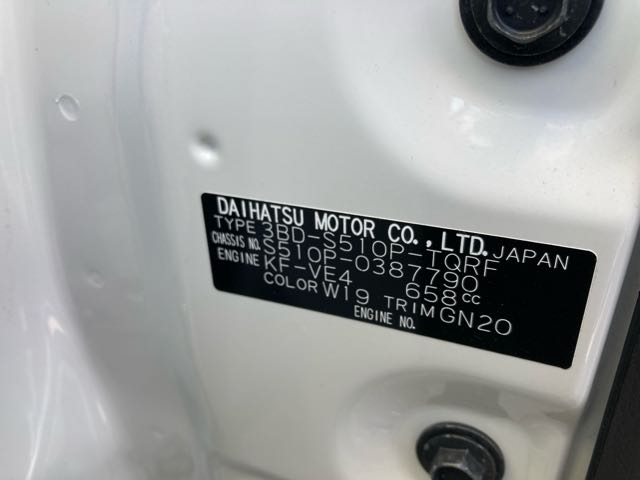 DAIHATSU MOTOR CO., LTD. JAPAN
TYPE 3BD-S510P-TQRF
CHASSIS NO. S510P-0387790
ENGINE KF-VE4 658cc
COLOR W19 TRIM GN20
ENGINE NO.